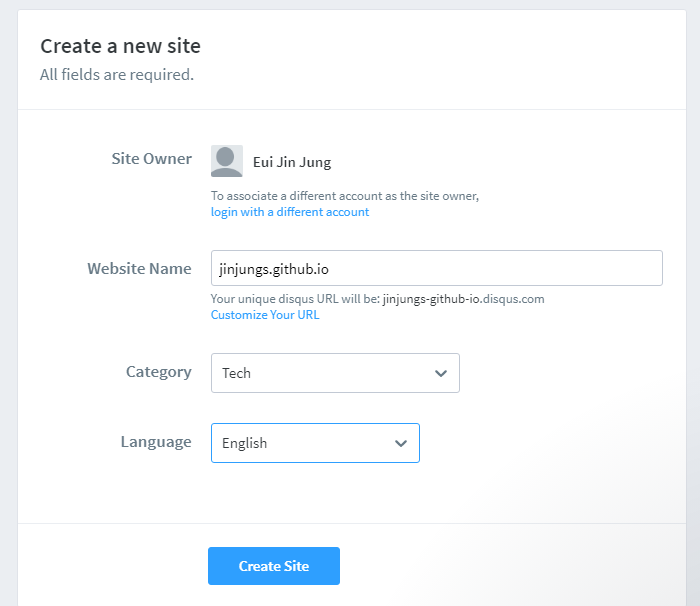 Create a new site
All fields are required.
Site Owner
Eui Jin Jung
To associate a different account as the site owner,
login with a different account
Website Name
jinjungs.github.io
Your unique disqus URL will be: jinjungs-github-io.disqus.com
Customize Your URL
Category
Tech
Language
English
Create Site